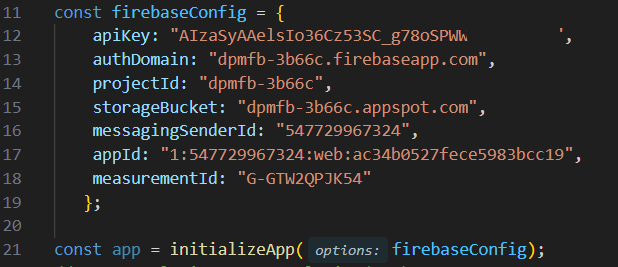 11 const firebaseConfig = {
12 apiKey: "AIzaSyAAelsIo36Cz53SC_g78oSPWw ',
13 authDomain: "dpmfb-3b66c.firebaseapp.com",
14 projectId: "dpmfb-3b66c",
15 storageBucket: "dpmfb-3b66c.appspot.com",
16 messagingSenderId: "547729967324",
17 appId: "1:547729967324:web:ac34b0527fece5983bcc19",
18 measurementId: "G-GTW2QPJK54"
19 };
20
21 const app = initializeApp( options: firebaseConfig);